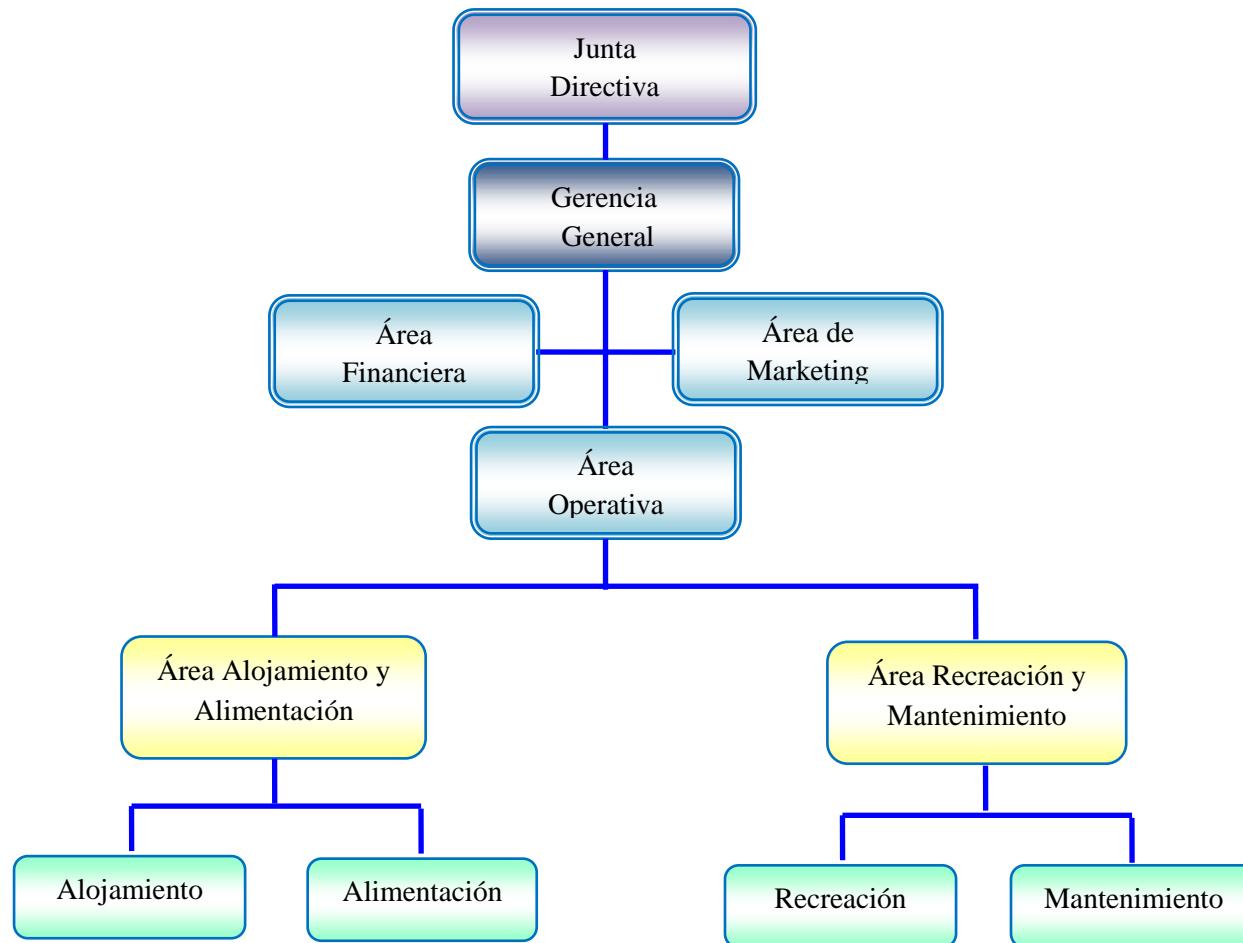 Junta
Directiva
Gerencia
General
Área
Financiera
Área de
Marketing
Área
Operativa
Área Alojamiento y
Alimentación
Área Recreación y
Mantenimiento
Alojamiento
Alimentación
Recreación
Mantenimiento